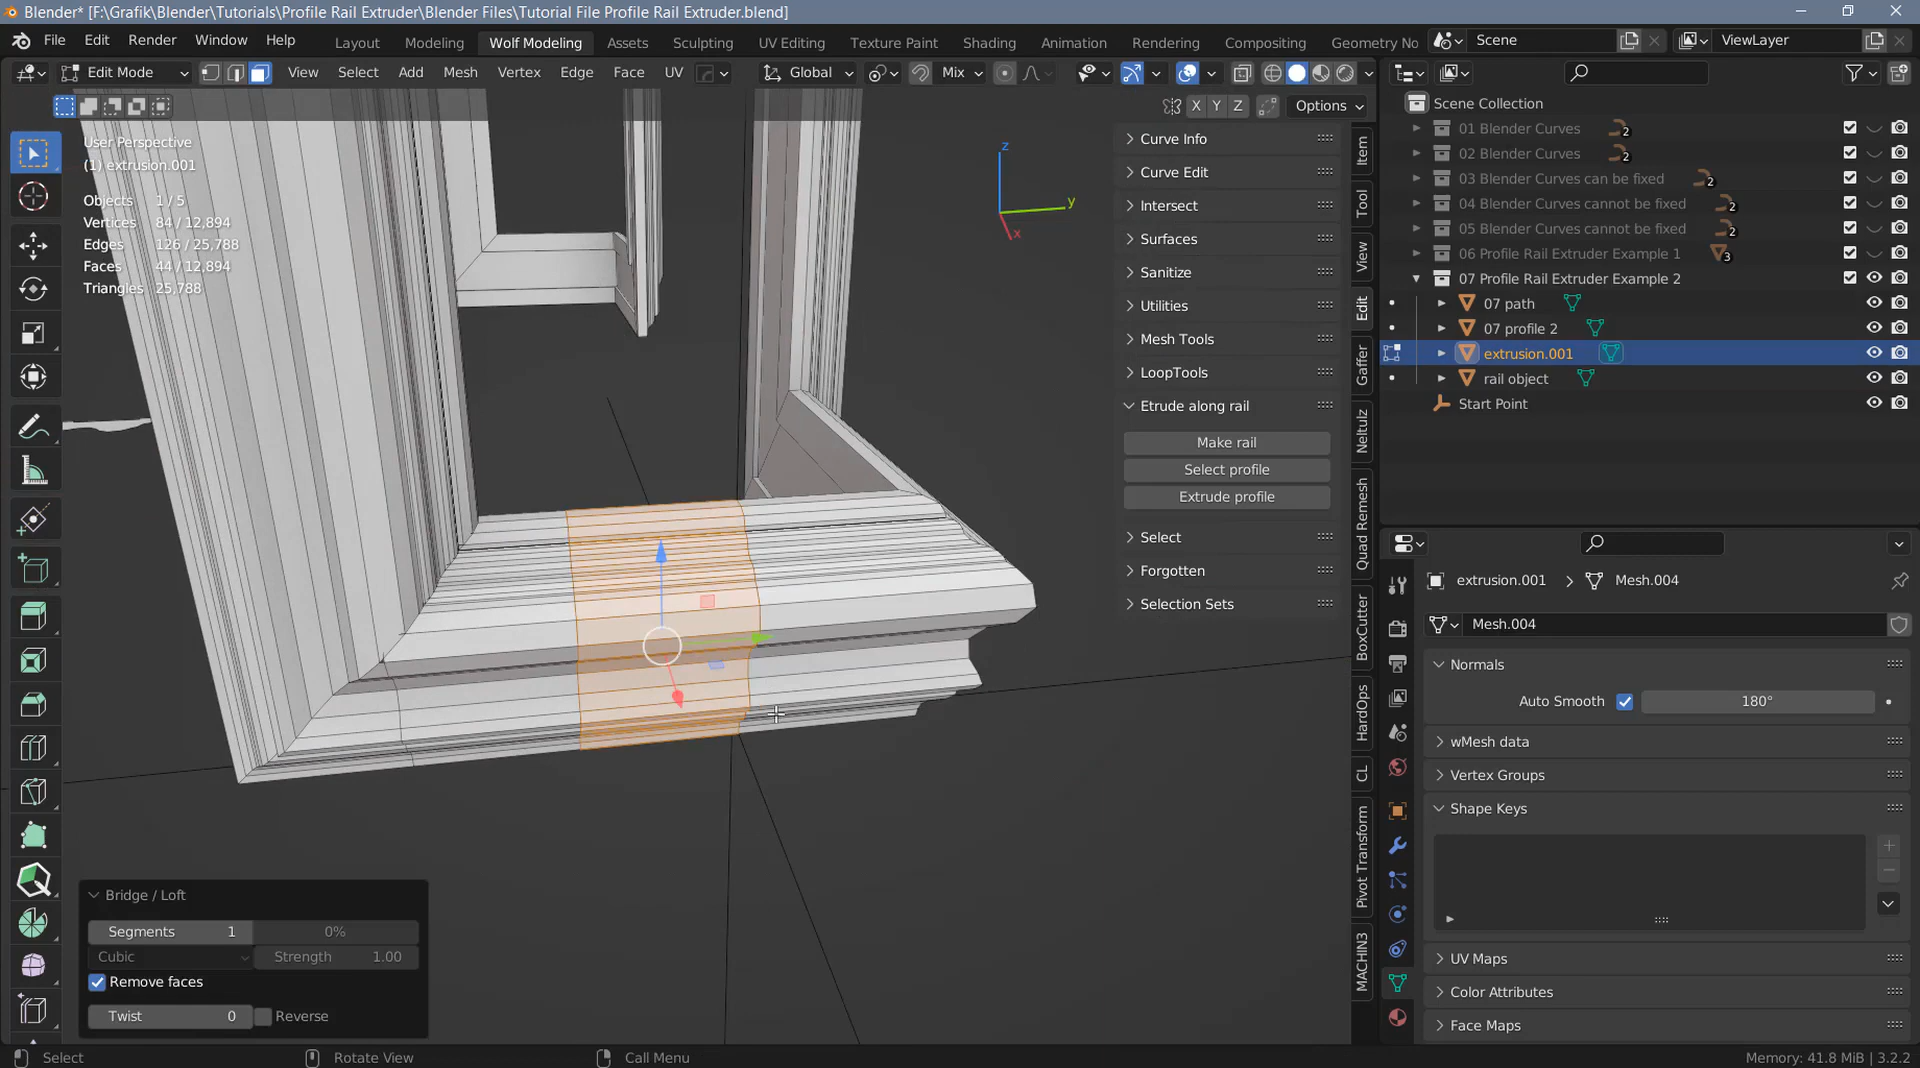 Blender* [F:\Grafik\Blender\Tutorials\Profile Rail Extruder\Blender Files\Tutorial File Profile Rail Extruder.blend]
File Edit Render Window Help Layout Modeling Wolf Modeling Assets Sculpting UV Editing Texture Paint Shading Animation Rendering Compositing Geometry No Scene ViewLayer
Edit Mode View Select Add Mesh Vertex Edge Face UV Global Mix
X Y Z Options
User Perspective
(1) extrusion.001
Objects 1 / 5
Vertices 84 / 12,894
Edges 126 / 25,788
Faces 44 / 12,894
Triangles 25,788
z
y
x
Curve Info
Curve Edit
Intersect
Surfaces
Sanitize
Utilities
Mesh Tools
LoopTools
Etrude along rail
Make rail
Select profile
Extrude profile
Select
Forgotten
Selection Sets
Item
Tool
View
Edit
Gaffer
Neltulz
Quad Remesh
BoxCutter
HardOps
CL
Pivot Transform
MACHIN3
Scene Collection
01 Blender Curves 2
02 Blender Curves 2
03 Blender Curves can be fixed 2
04 Blender Curves cannot be fixed 2
05 Blender Curves cannot be fixed 2
06 Profile Rail Extruder Example 1 3
07 Profile Rail Extruder Example 2
07 path
07 profile 2
extrusion.001
rail object
Start Point
extrusion.001 Mesh.004
Mesh.004
Normals
Auto Smooth 180°
wMesh data
Vertex Groups
Shape Keys
UV Maps
Color Attributes
Face Maps
Bridge / Loft
Segments 1 0%
Cubic Strength 1.00
Remove faces
Twist 0 Reverse
Select Rotate View Call Menu Memory: 41.8 MiB | 3.2.2